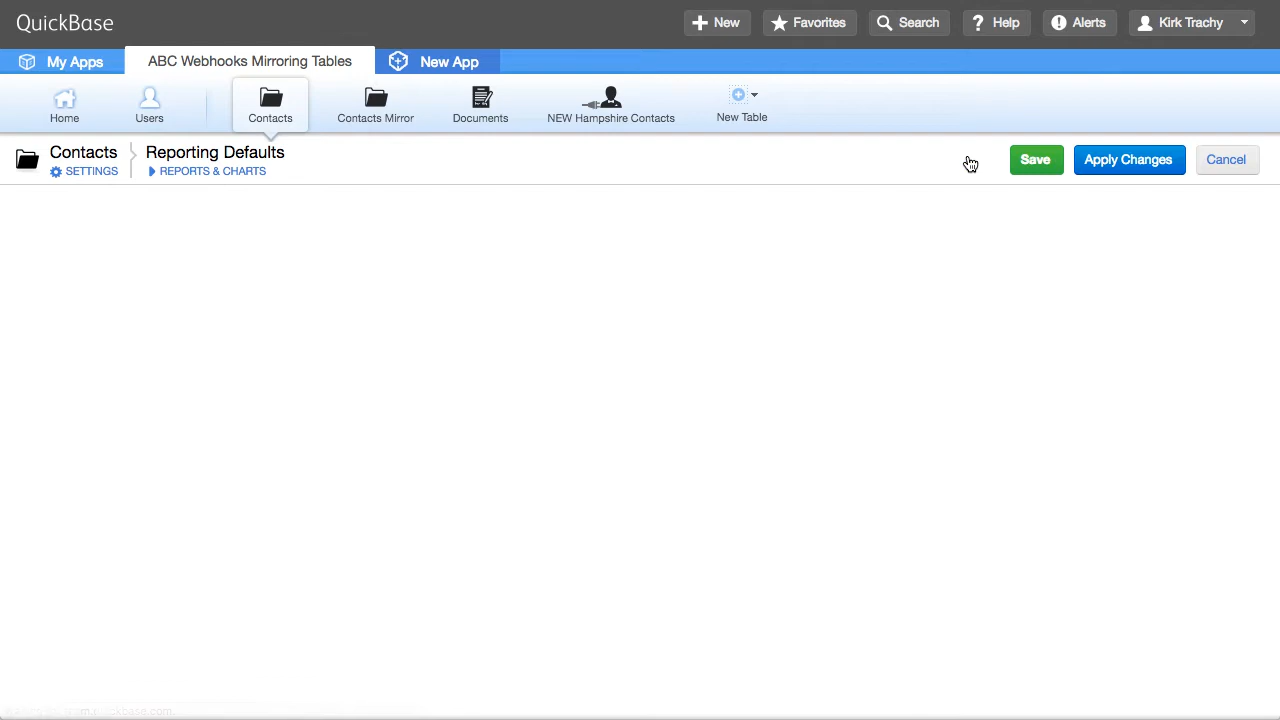 QuickBase
New
Favorites
Search
Help
Alerts
Kirk Trachy
My Apps
ABC Webhooks Mirroring Tables
New App
Home
Users
Contacts
Contacts Mirror
Documents
NEW Hampshire Contacts
New Table
Contacts
Reporting Defaults
SETTINGS
REPORTS & CHARTS
Save
Apply Changes
Cancel